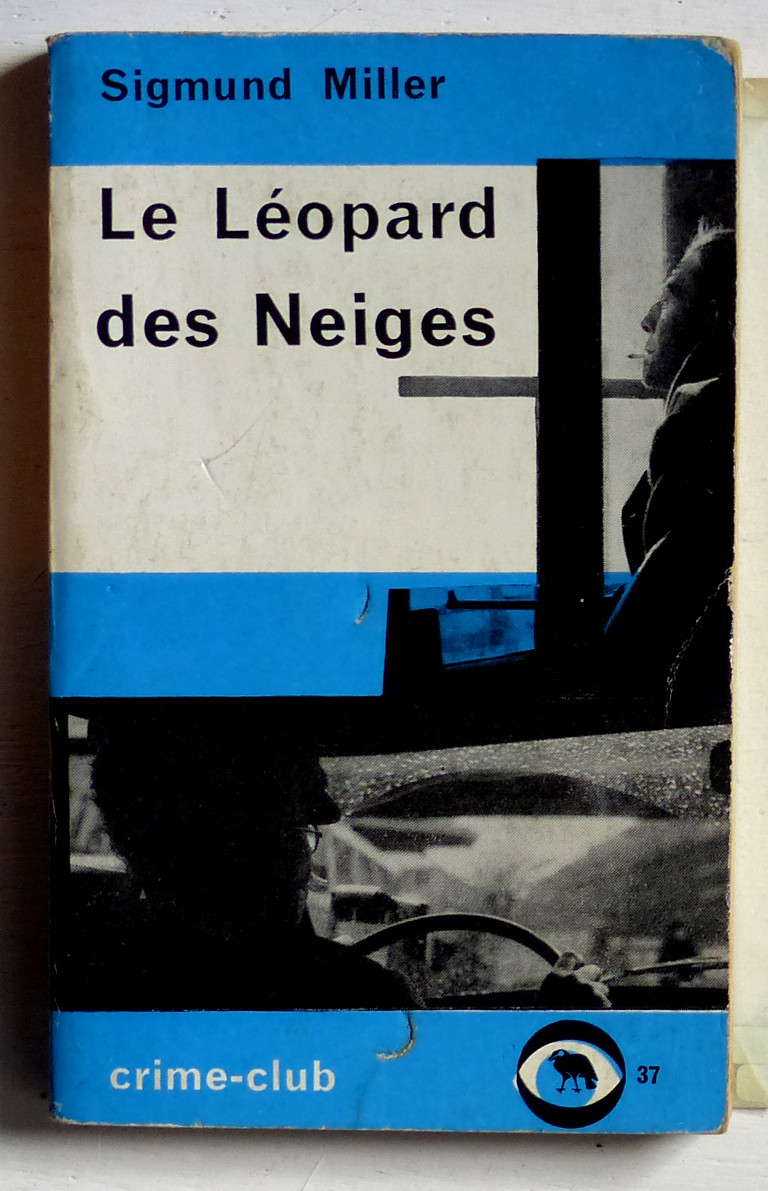 Sigmund Miller
Le Léopard
des Neiges
crime-club
37